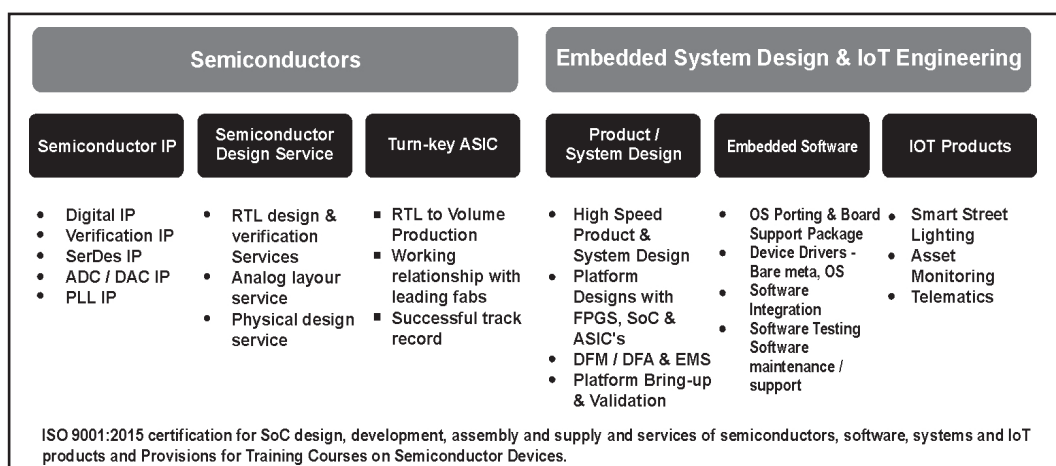 Semiconductors
Embedded System Design & IoT Engineering
Semiconductor IP
Semiconductor
Design Service
Turn-key ASIC
Product /
System Design
Embedded Software
IOT Products
• Digital IP
• Verification IP
• SerDes IP
• ADC / DAC IP
• PLL IP
• RTL design &
verification
Services
• Analog layour
service
• Physical design
service
▪ RTL to Volume
Production
▪ Working
relationship with
leading fabs
▪ Successful track
record
• High Speed
Product &
System Design
• Platform
Designs with
FPGS, SoC &
ASIC's
• DFM / DFA & EMS
• Platform Bring-up
& Validation
• OS Porting & Board
Support Package
• Device Drivers -
Bare meta, OS
• Software
Integration
• Software Testing
Software
maintenance /
support
• Smart Street
Lighting
• Asset
Monitoring
• Telematics
ISO 9001:2015 certification for SoC design, development, assembly and supply and services of semiconductors, software, systems and IoT
products and Provisions for Training Courses on Semiconductor Devices.